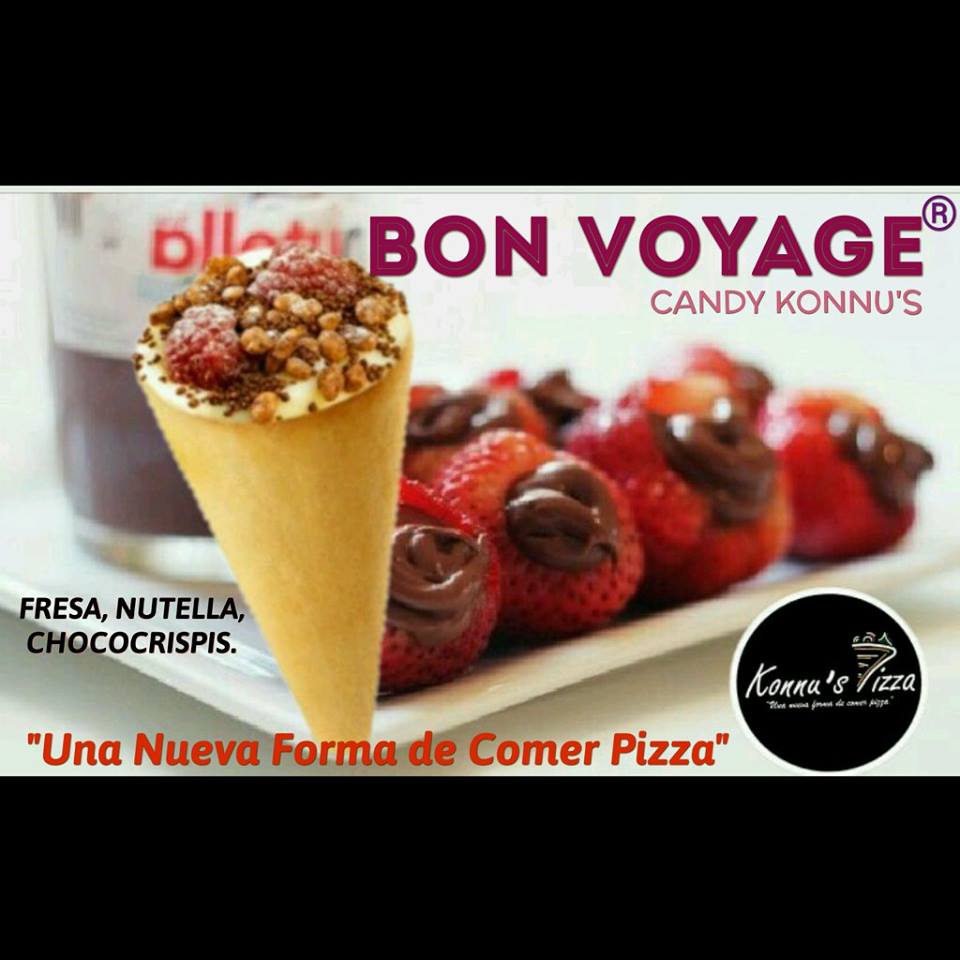 BON VOYAGE®
CANDY KONNU'S
nutella
FRESA, NUTELLA,
CHOCOCRISPIS.
Konnu's Pizza
"Una nueva forma de comer pizza"
"Una Nueva Forma de Comer Pizza"